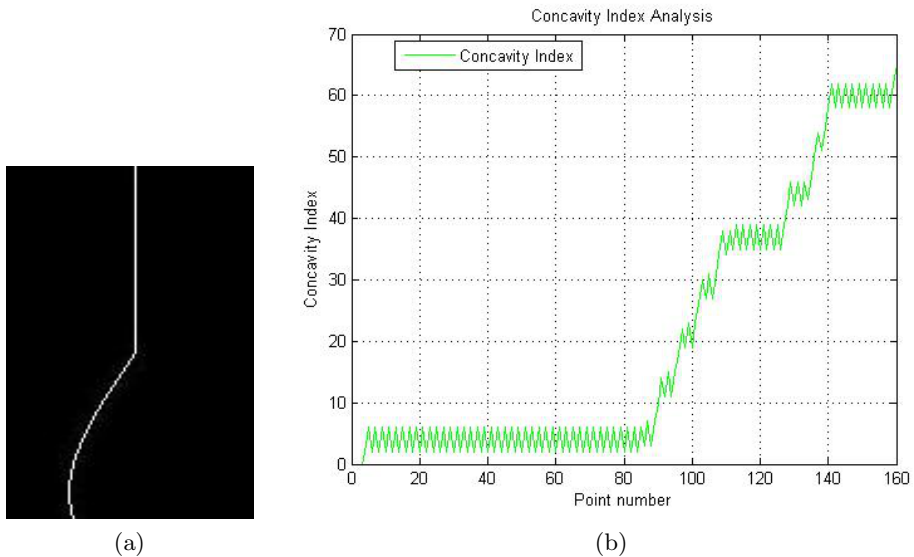 Concavity Index Analysis
Concavity Index
Concavity Index
70
60
50
40
30
20
10
0
0 20 40 60 80 100 120 140 160
Point number
(a)
(b)